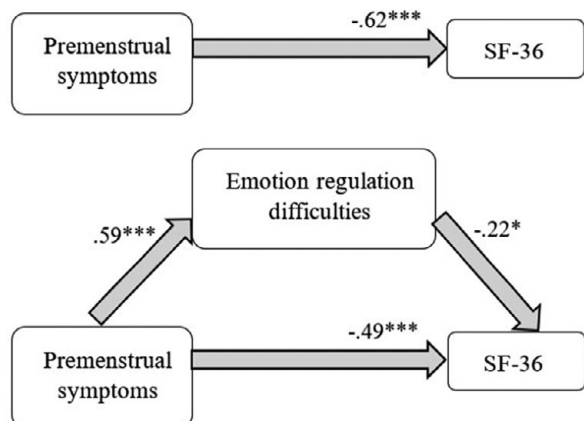 -.62***
Premenstrual
symptoms
SF-36
Emotion regulation
difficulties
.59***
-.22*
-.49***
Premenstrual
symptoms
SF-36